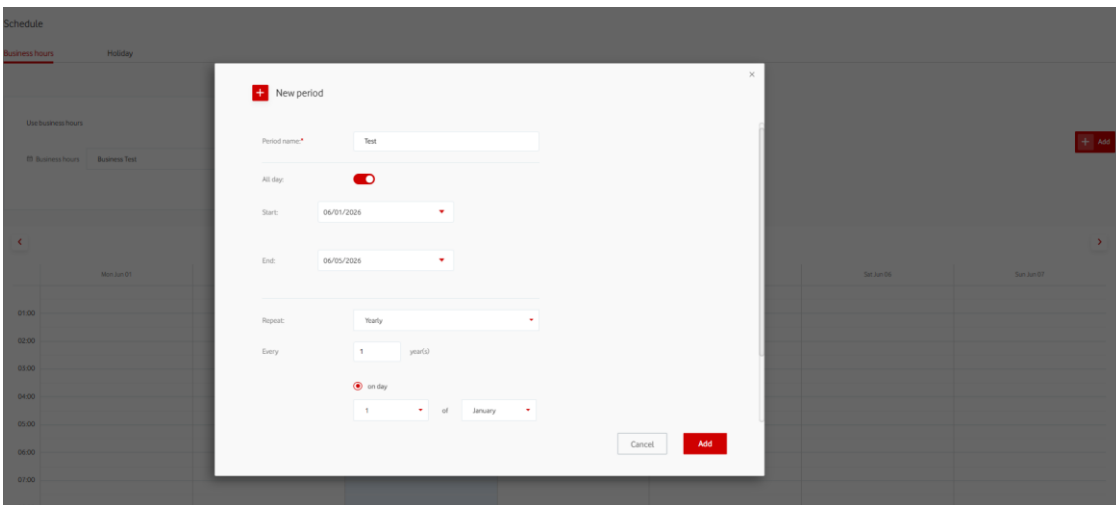 Schedule
Business hours Holiday
New period
Use business hours
Period name:* Test
Add
Business hours Business Test
All day:
Start: 06/01/2026
End: 06/05/2026
Mon Jun 01 Sat Jun 06 Sun Jun 07
01:00
Repeat: Yearly
02:00
Every 1 year(s)
03:00
on day
04:00
1 of January
05:00
Cancel Add
06:00
07:00